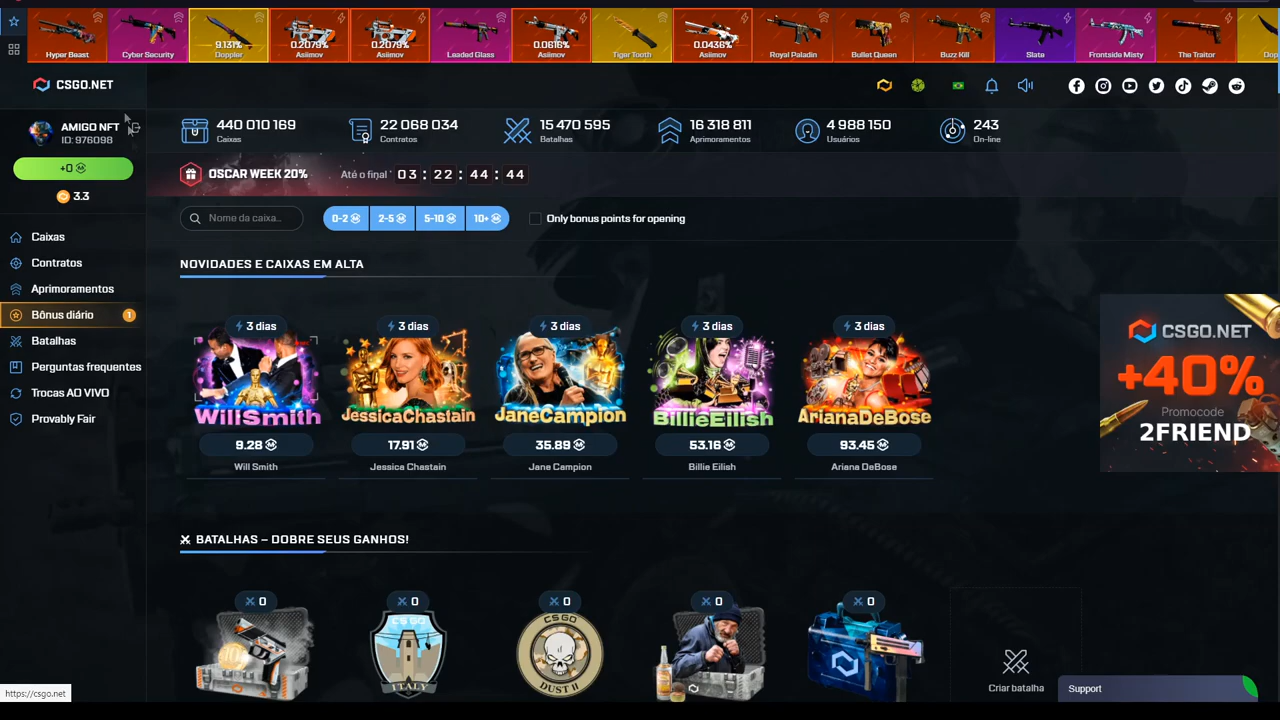 9.131%
0.2079%
0.2079%
0.0616%
0.0436%
Hyper Beast
Cyber Security
Doppler
Asiimov
Asiimov
Leaded Glass
Asiimov
Tiger Tooth
Asiimov
Royal Paladin
Bullet Queen
Buzz Kill
Slate
Frontside Misty
The Traitor
CSGO.NET
AMIGO NFT
ID: 976098
+0
3.3
Caixas
Contratos
Aprimoramentos
Bônus diário
1
Batalhas
Perguntas frequentes
Trocas AO VIVO
Provably Fair
440 010 169
Caixas
22 068 034
Contratos
15 470 595
Batalhas
16 318 811
Aprimoramentos
4 988 150
Usuários
243
On-line
OSCAR WEEK 20%
Até o final
03 : 22 : 44 : 44
Nome da caixa...
0-2
2-5
5-10
10+
Only bonus points for opening
NOVIDADES E CAIXAS EM ALTA
3 dias
3 dias
3 dias
3 dias
3 dias
WillSmith
JessicaChastain
JaneCampion
BillieEilish
ArianaDeBose
9.28
17.91
35.89
53.16
93.45
Will Smith
Jessica Chastain
Jane Campion
Billie Eilish
Ariana DeBose
CSGO.NET
+40%
Promocode
2FRIEND
BATALHAS – DOBRE SEUS GANHOS!
0
0
0
0
0
CS GO
ITALY
CS GO
DUST II
Criar batalha
Support
https://csgo.net